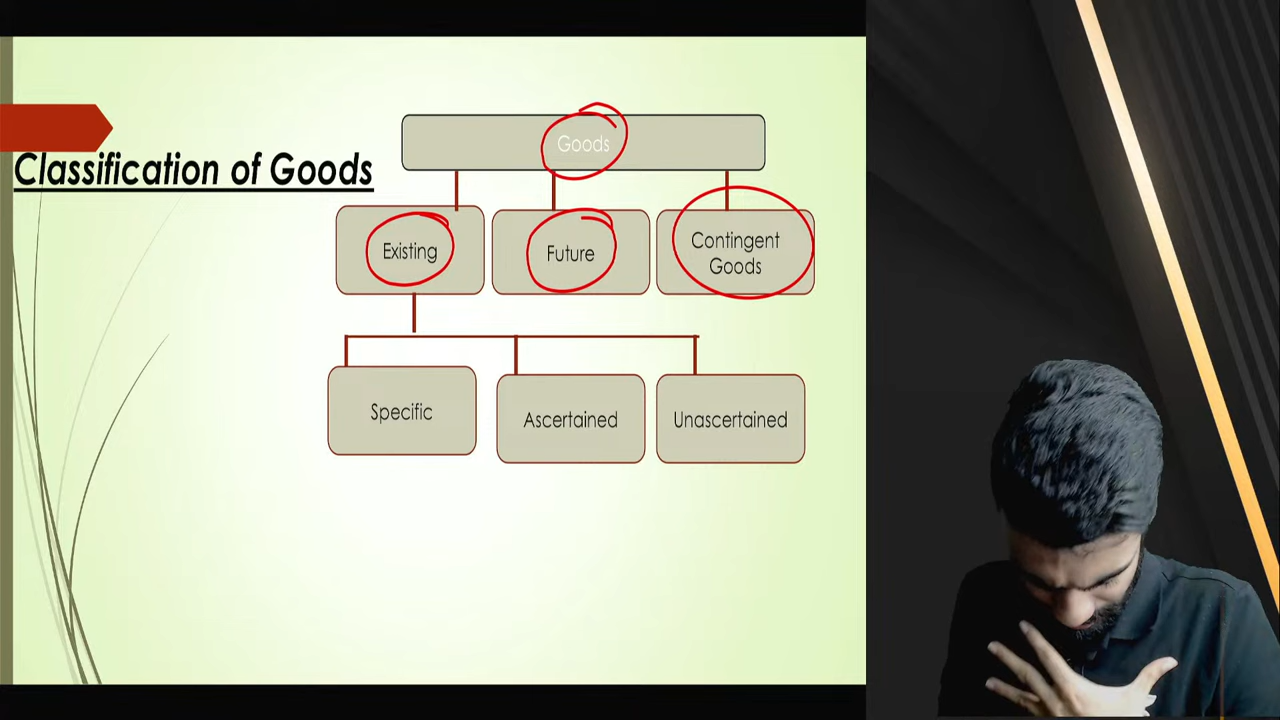 Classification of Goods
Goods
Existing
Future
Contingent
Goods
Specific
Ascertained
Unascertained